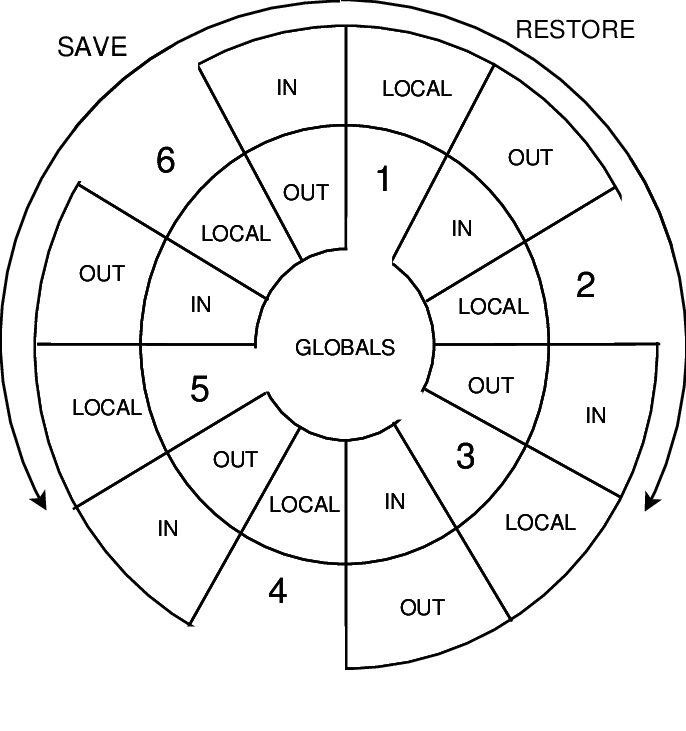 SAVE
RESTORE
IN
LOCAL
OUT
6
OUT
1
IN
LOCAL
2
OUT
IN
LOCAL
GLOBALS
5
LOCAL
OUT
IN
3
OUT
LOCAL
IN
IN
LOCAL
4
OUT